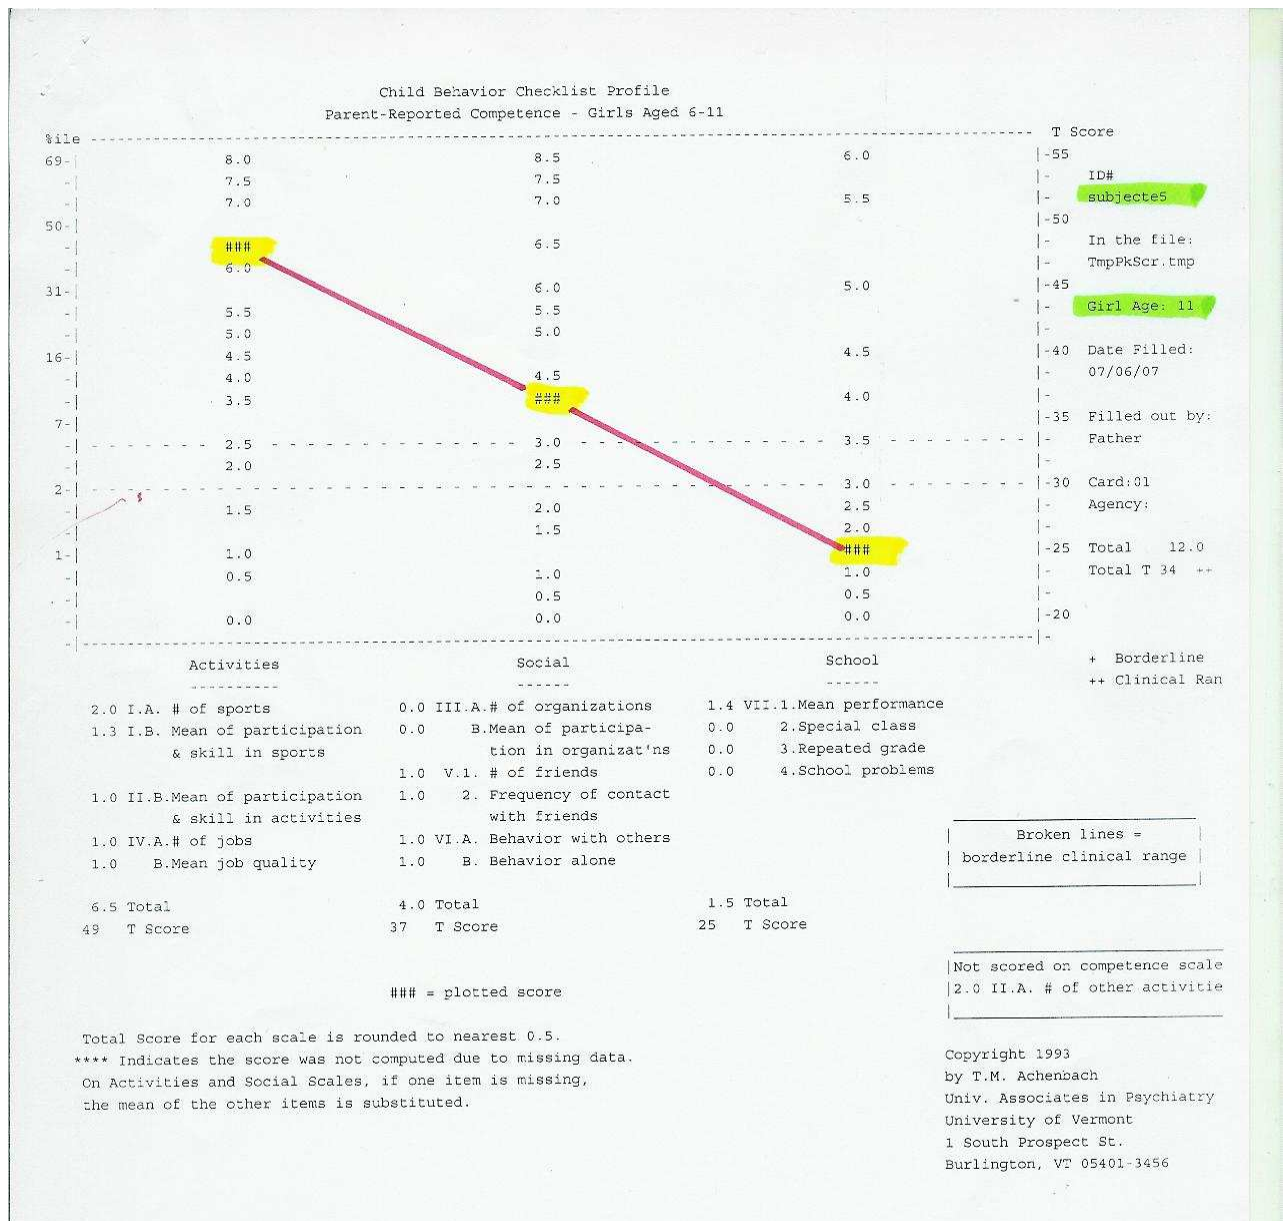 Child Behavior Checklist Profile
Parent-Reported Competence - Girls Aged 6-11
%ile T Score
69-| 8.0 8.5 6.0 |-55
-| 7.5 7.5 |- ID#
-| 7.0 7.0 5.5 |- subjecte5
50-| |-50
-| ### 6.5 |- In the file:
-| 6.0 |- TmpPkScr.tmp
31-| 6.0 5.0 |-45
-| 5.5 5.5 |- Girl Age: 11
-| 5.0 5.0 |-
16-| 4.5 4.5 |-40 Date Filled:
-| 4.0 4.5 |- 07/06/07
-| 3.5 ### 4.0 |-
7-| |-35 Filled out by:
- 2.5 3.0 3.5 |- Father
-| 2.0 2.5 |-
2-| 3.0 |-30 Card:01
-| 1.5 2.0 2.5 |- Agency:
-| 1.5 2.0 |-
1-| 1.0 ### |-25 Total 12.0
-| 0.5 1.0 1.0 |- Total T 34 ++
-| 0.5 0.5 |-
-| 0.0 0.0 0.0 |-20
Activities Social School + Borderline
++ Clinical Ran
2.0 I.A. # of sports 0.0 III.A.# of organizations 1.4 VII.1.Mean performance
1.3 I.B. Mean of participation 0.0 B.Mean of participa- 0.0 2.Special class
& skill in sports tion in organizat'ns 0.0 3.Repeated grade
1.0 V.1. # of friends 0.0 4.School problems
1.0 II.B.Mean of participation 1.0 2. Frequency of contact
& skill in activities with friends
1.0 IV.A.# of jobs 1.0 VI.A. Behavior with others
1.0 B.Mean job quality 1.0 B. Behavior alone
Broken lines =
borderline clinical range
6.5 Total 4.0 Total 1.5 Total
49 T Score 37 T Score 25 T Score
Not scored on competence scale
2.0 II.A. # of other activitie
### = plotted score
Total Score for each scale is rounded to nearest 0.5.
**** Indicates the score was not computed due to missing data.
On Activities and Social Scales, if one item is missing,
the mean of the other items is substituted.
Copyright 1993
by T.M. Achenbach
Univ. Associates in Psychiatry
University of Vermont
1 South Prospect St.
Burlington, VT 05401-3456